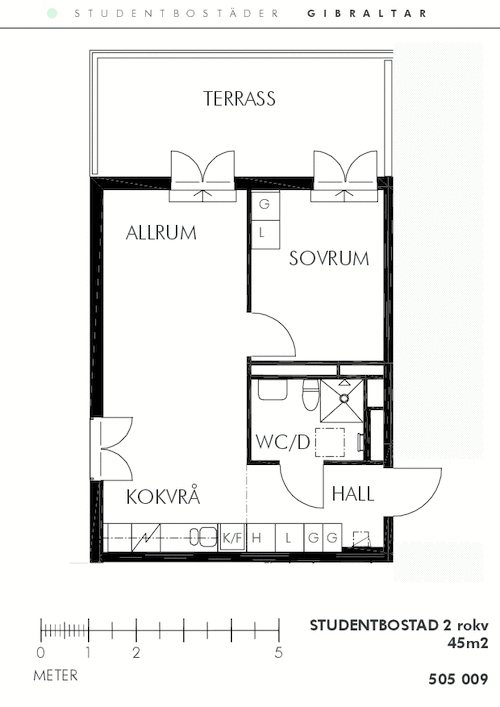 STUDENTBOSTÄDER GIBRALTAR
TERRASS
G
ALLRUM
L
SOVRUM
WC/D
KOKVRÅ
HALL
K/F H L G G
STUDENTBOSTAD 2 rokv
45m2
0 1 2 5
METER
505 009